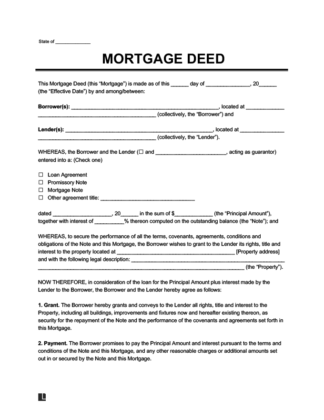 State of ______________
MORTGAGE DEED
This Mortgage Deed (this “Mortgage”) is made as of this ______ day of ________________, 20______
(the “Effective Date”) by and among/between:
Borrower(s): ________________________________________________, located at ______________
______________________________________________ (collectively, the “Borrower”) and
Lender(s): __________________________________________________, located at ________________
______________________________________________ (collectively, the “Lender”).
WHEREAS, the Borrower and the Lender (☐ and _________________________, acting as guarantor)
entered into a: (Check one)
☐ Loan Agreement
☐ Promissory Note
☐ Mortgage Note
☐ Other agreement title: _________________________________
dated ____________________, 20______ in the sum of $______________ (the “Principal Amount”),
together with interest of __________% thereon computed on the outstanding balance (the “Note”); and
WHEREAS, to secure the performance of all the terms, covenants, agreements, conditions and
obligations of the Note and this Mortgage, the Borrower wishes to grant to the Lender its rights, title and
interest to the property located at __________________________________________ [Property address]
and with the following legal description: ______________________________________________________
__________________________________________________________________________ (the “Property”).
NOW THEREFORE, in consideration of the loan for the Principal Amount plus interest made by the
Lender to the Borrower, the Borrower and the Lender hereby agree as follows:
1. Grant. The Borrower hereby grants and conveys to the Lender all rights, title and interest to the
Property, including all buildings, improvements and fixtures now and hereafter existing thereon, as
security for the repayment of the Note and the performance of the covenants and agreements set forth in
this Mortgage.
2. Payment. The Borrower promises to pay the Principal Amount and interest pursuant to the terms and
conditions of the Note and this Mortgage, and any other reasonable charges or additional amounts set
out in or secured by the Note and this Mortgage.